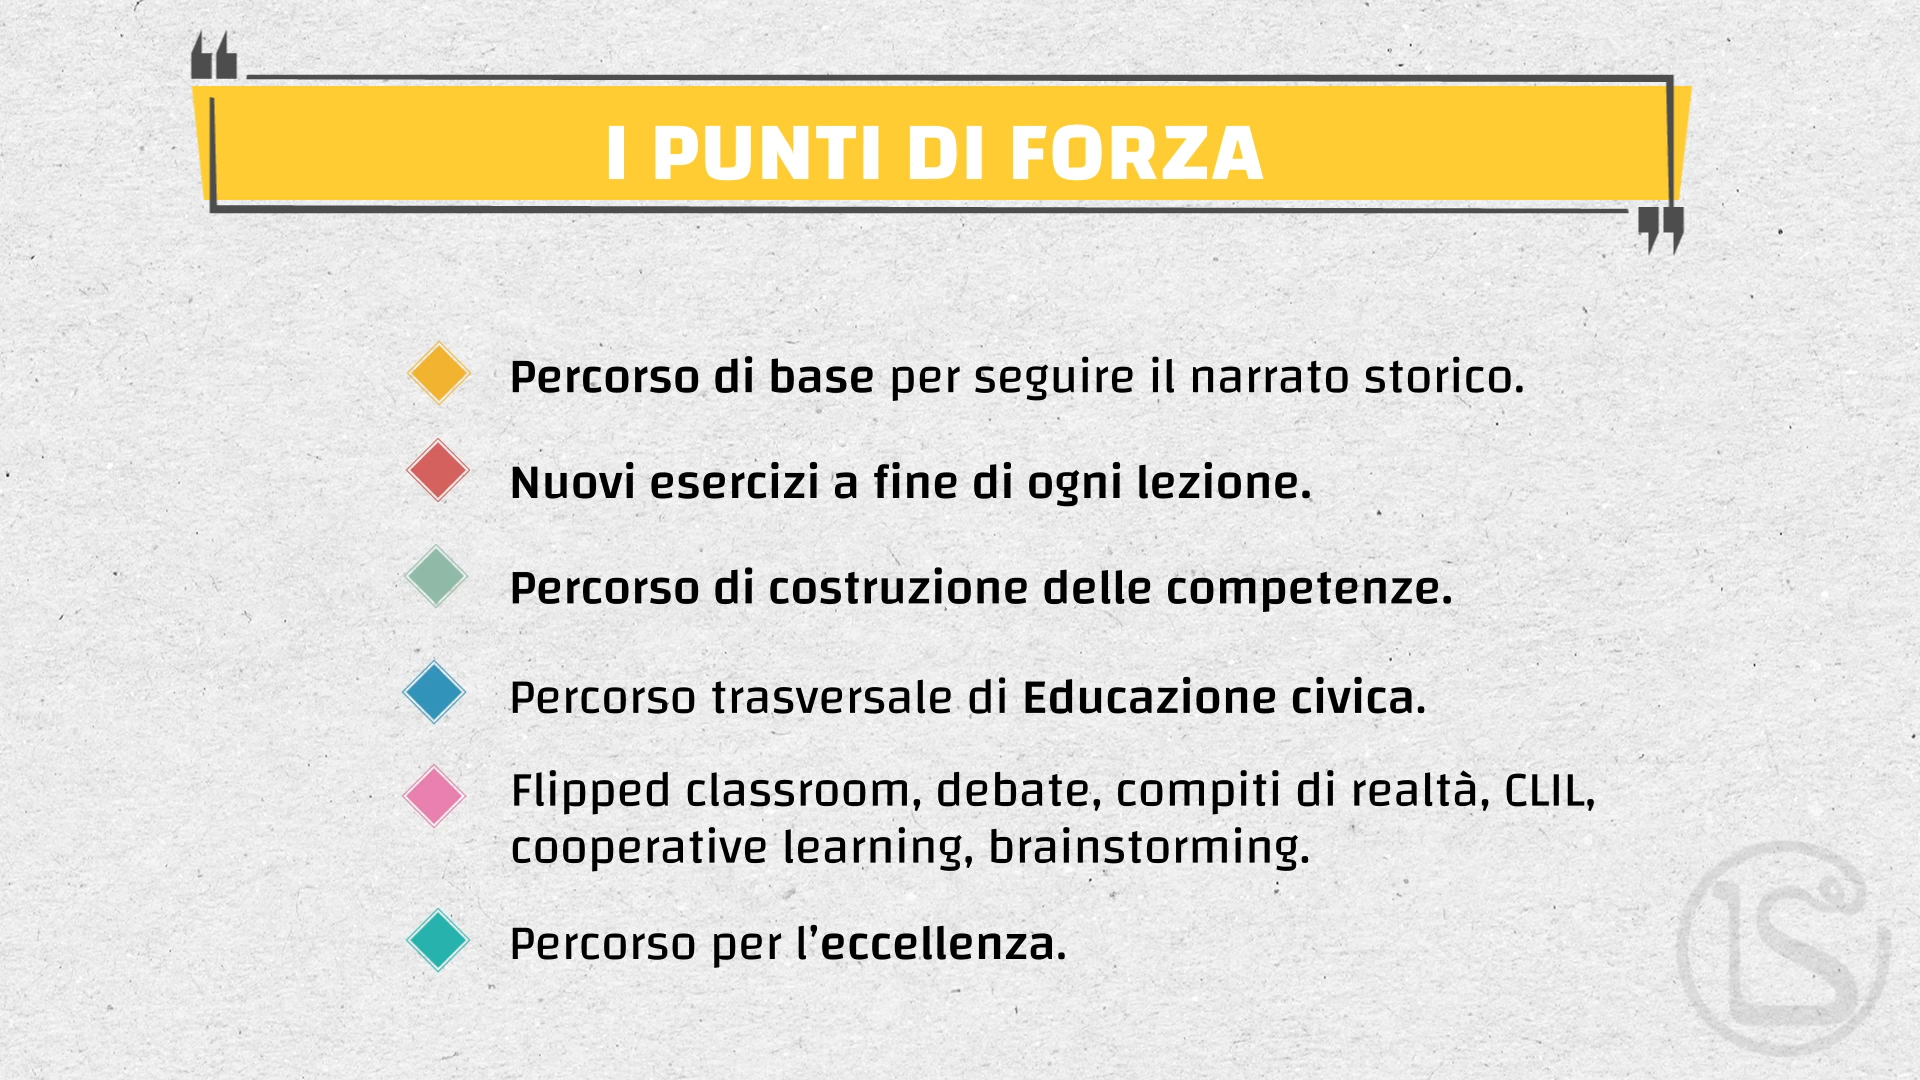 I PUNTI DI FORZA
Percorso di base per seguire il narrato storico.
Nuovi esercizi a fine di ogni lezione.
Percorso di costruzione delle competenze.
Percorso trasversale di Educazione civica.
Flipped classroom, debate, compiti di realtà, CLIL,
cooperative learning, brainstorming.
Percorso per l’eccellenza.
LS